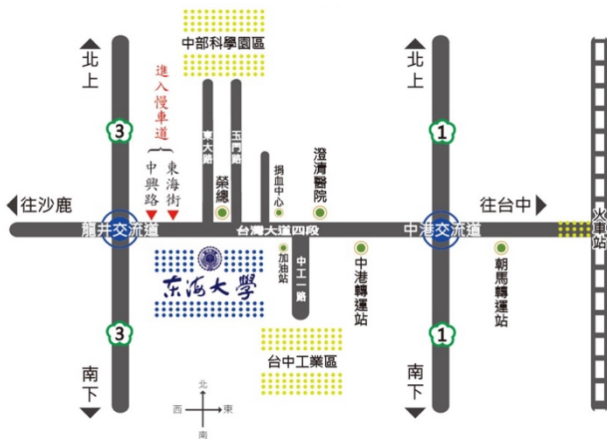 中部科學園區
北上
北上
進入慢車道
3
1
中興路
東海街
東大路
玉門路
榮總
捐血中心
澄清醫院
往沙鹿
往台中
火車站
龍井交流道
台灣大道四段
中港交流道
东海大學
加油站
中工一路
中港轉運站
朝馬轉運站
3
1
台中工業區
南下
南下
北
西
東
南